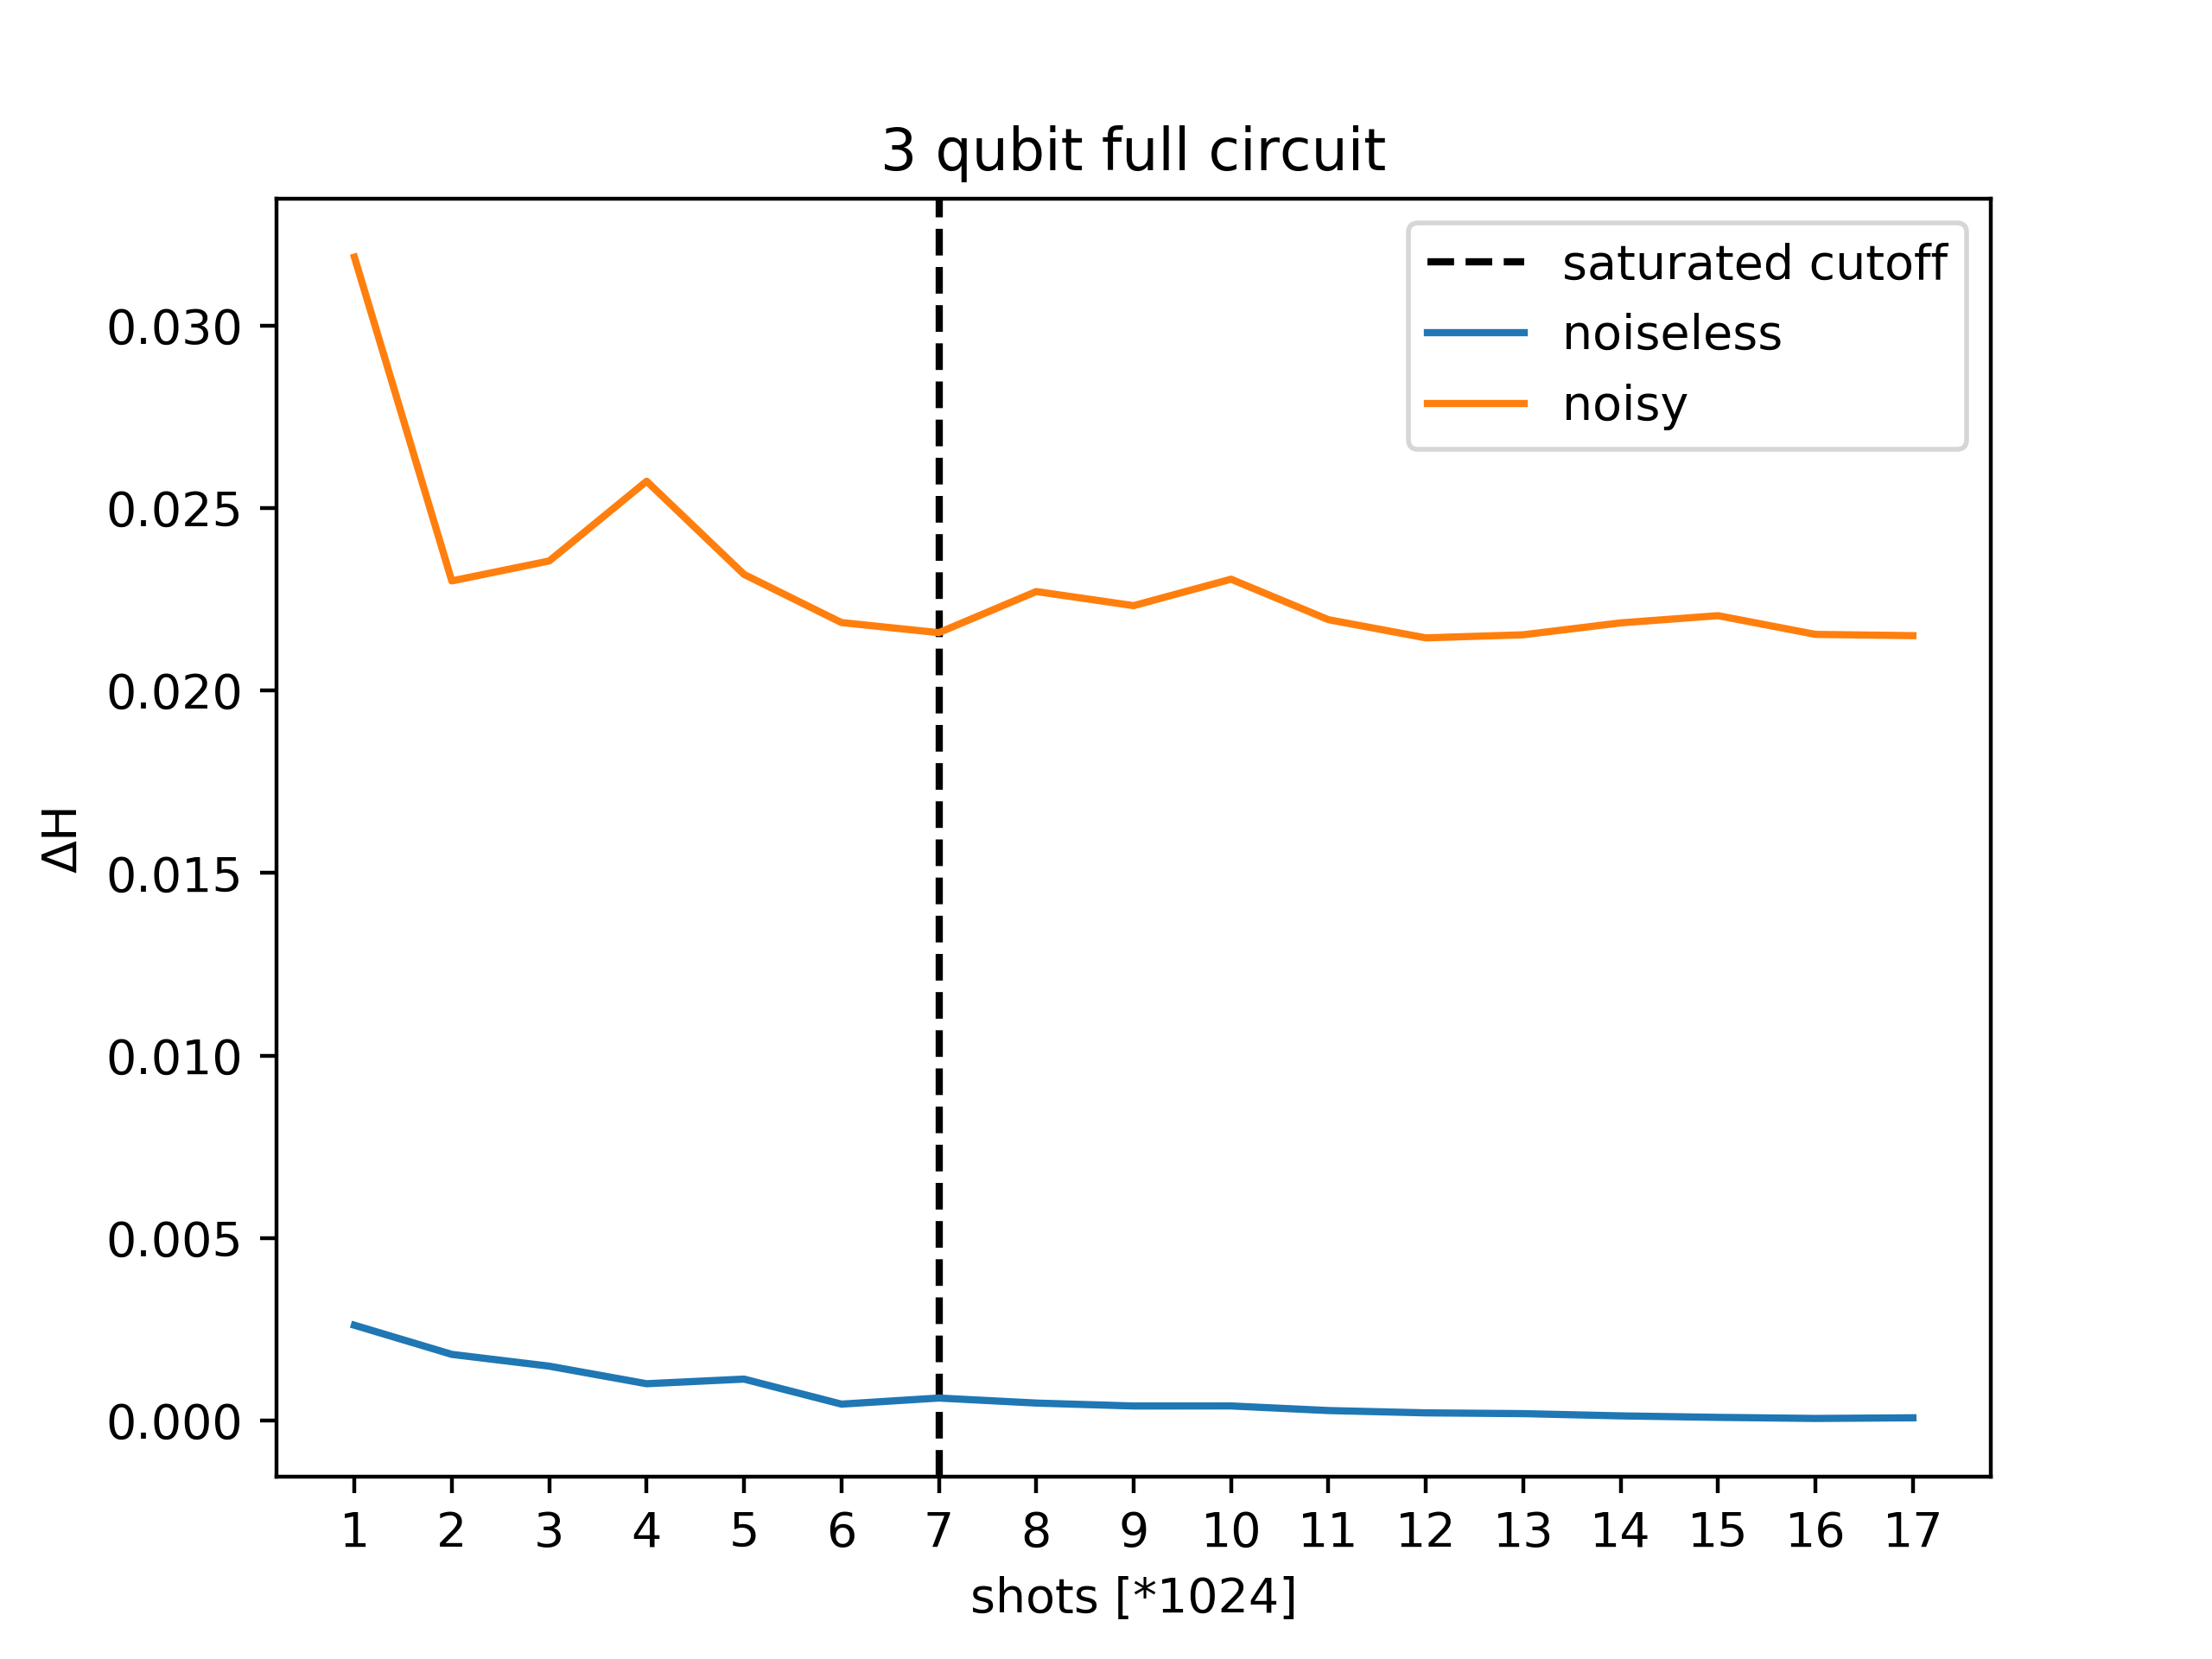 3 qubit full circuit
saturated cutoff
noiseless
noisy
0.030
0.025
0.020
0.015
0.010
0.005
0.000
ΔH
1 2 3 4 5 6 7 8 9 10 11 12 13 14 15 16 17
shots [*1024]